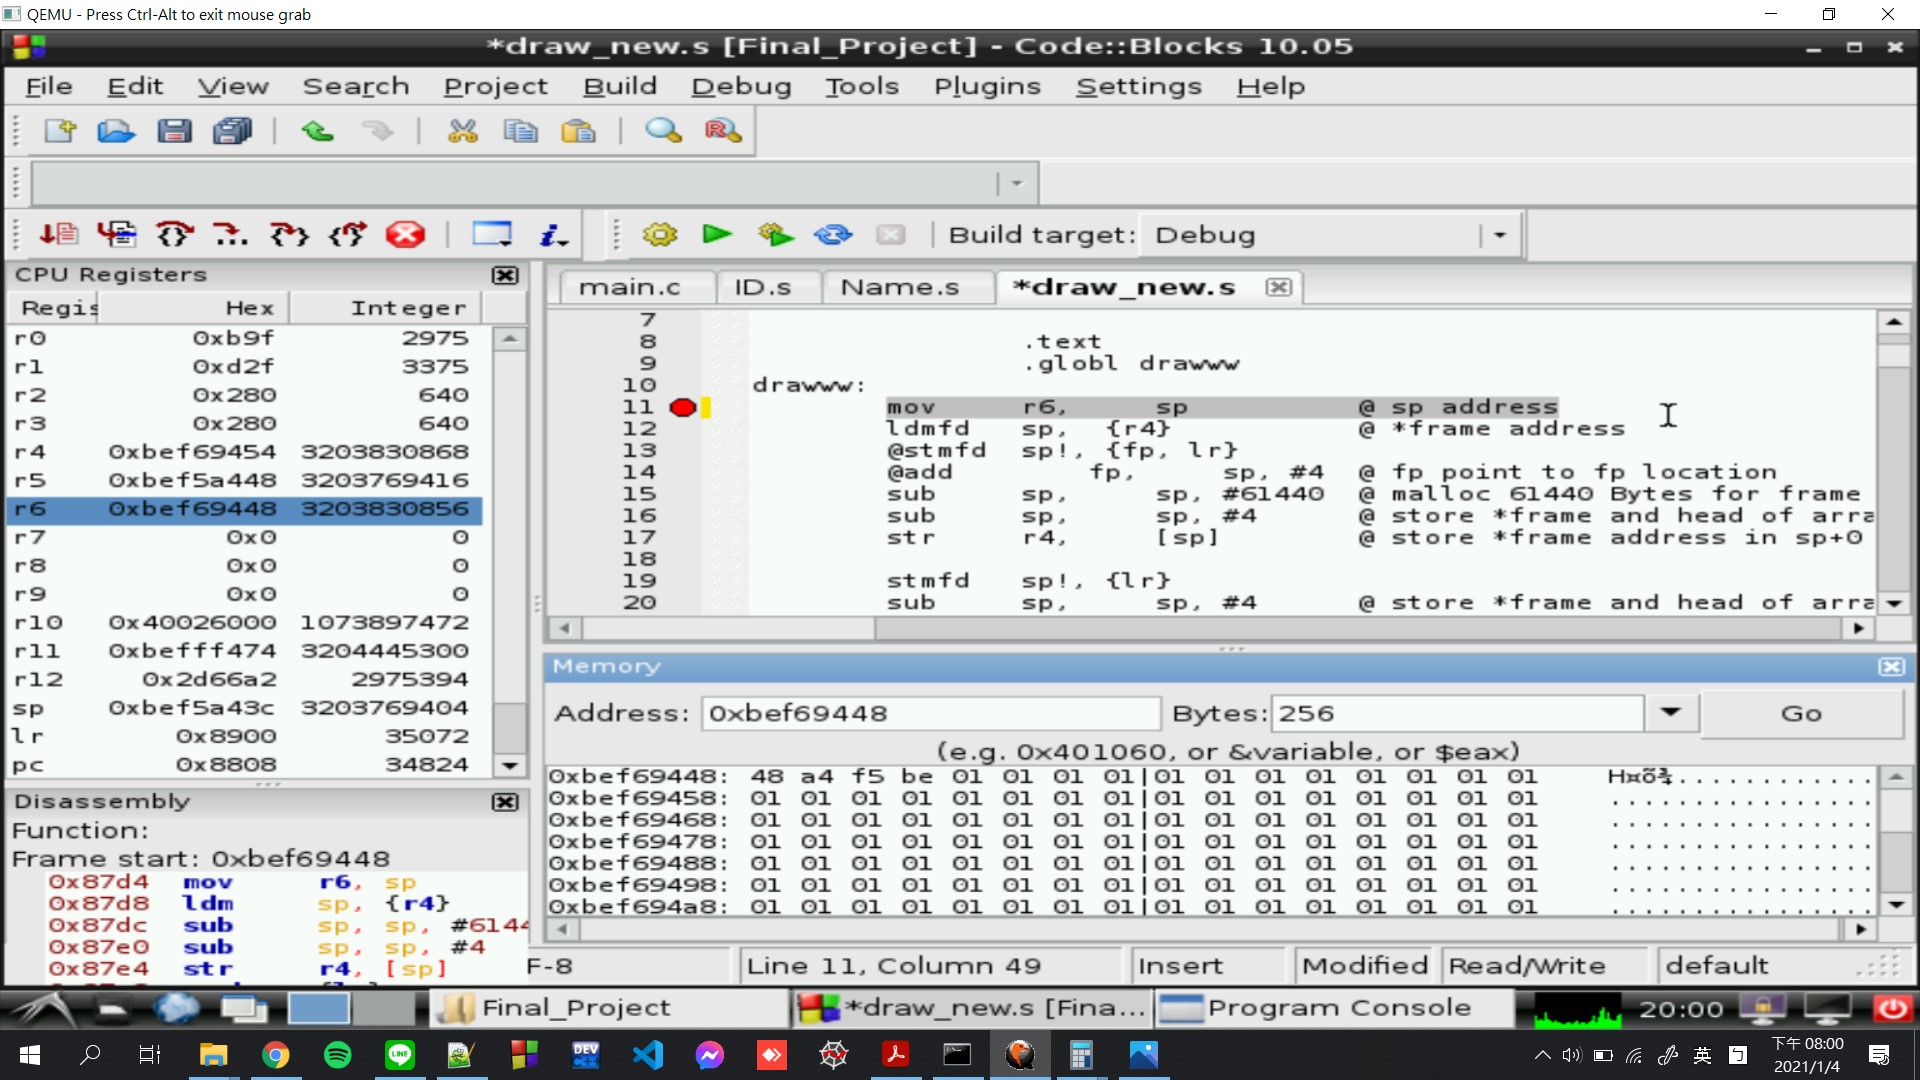 QEMU - Press Ctrl-Alt to exit mouse grab
*draw_new.s [Final_Project] - Code::Blocks 10.05
File Edit View Search Project Build Debug Tools Plugins Settings Help
Build target: Debug
CPU Registers
Regis Hex Integer
r0 0xb9f 2975
r1 0xd2f 3375
r2 0x280 640
r3 0x280 640
r4 0xbef69454 3203830868
r5 0xbef5a448 3203769416
r6 0xbef69448 3203830856
r7 0x0 0
r8 0x0 0
r9 0x0 0
r10 0x40026000 1073897472
r11 0xbefff474 3204445300
r12 0x2d66a2 2975394
sp 0xbef5a43c 3203769404
lr 0x8900 35072
pc 0x8808 34824
Disassembly
Function:
Frame start: 0xbef69448
0x87d4 mov r6, sp
0x87d8 ldm sp, {r4}
0x87dc sub sp, sp, #6144
0x87e0 sub sp, sp, #4
0x87e4 str r4, [sp]
main.c ID.s Name.s *draw_new.s
7
8 .text
9 .globl drawww
10 drawww:
11 mov r6, sp @ sp address
12 ldmfd sp, {r4} @ *frame address
13 @stmfd sp!, {fp, lr}
14 @add fp, sp, #4 @ fp point to fp location
15 sub sp, sp, #61440 @ malloc 61440 Bytes for frame
16 sub sp, sp, #4 @ store *frame and head of arra
17 str r4, [sp] @ store *frame address in sp+0
18
19 stmfd sp!, {lr}
20 sub sp, sp, #4 @ store *frame and head of arra
Memory
Address: 0xbef69448 Bytes: 256 Go
(e.g. 0x401060, or &variable, or $eax)
0xbef69448: 48 a4 f5 be 01 01 01 01|01 01 01 01 01 01 01 01 H¤õ¾............
0xbef69458: 01 01 01 01 01 01 01 01|01 01 01 01 01 01 01 01 ................
0xbef69468: 01 01 01 01 01 01 01 01|01 01 01 01 01 01 01 01 ................
0xbef69478: 01 01 01 01 01 01 01 01|01 01 01 01 01 01 01 01 ................
0xbef69488: 01 01 01 01 01 01 01 01|01 01 01 01 01 01 01 01 ................
0xbef69498: 01 01 01 01 01 01 01 01|01 01 01 01 01 01 01 01 ................
0xbef694a8: 01 01 01 01 01 01 01 01|01 01 01 01 01 01 01 01 ................
F-8 Line 11, Column 49 Insert Modified Read/Write default
Final_Project *draw_new.s [Fina... Program Console 20:00
LINE DEV C++ 英 下午 08:00
2021/1/4